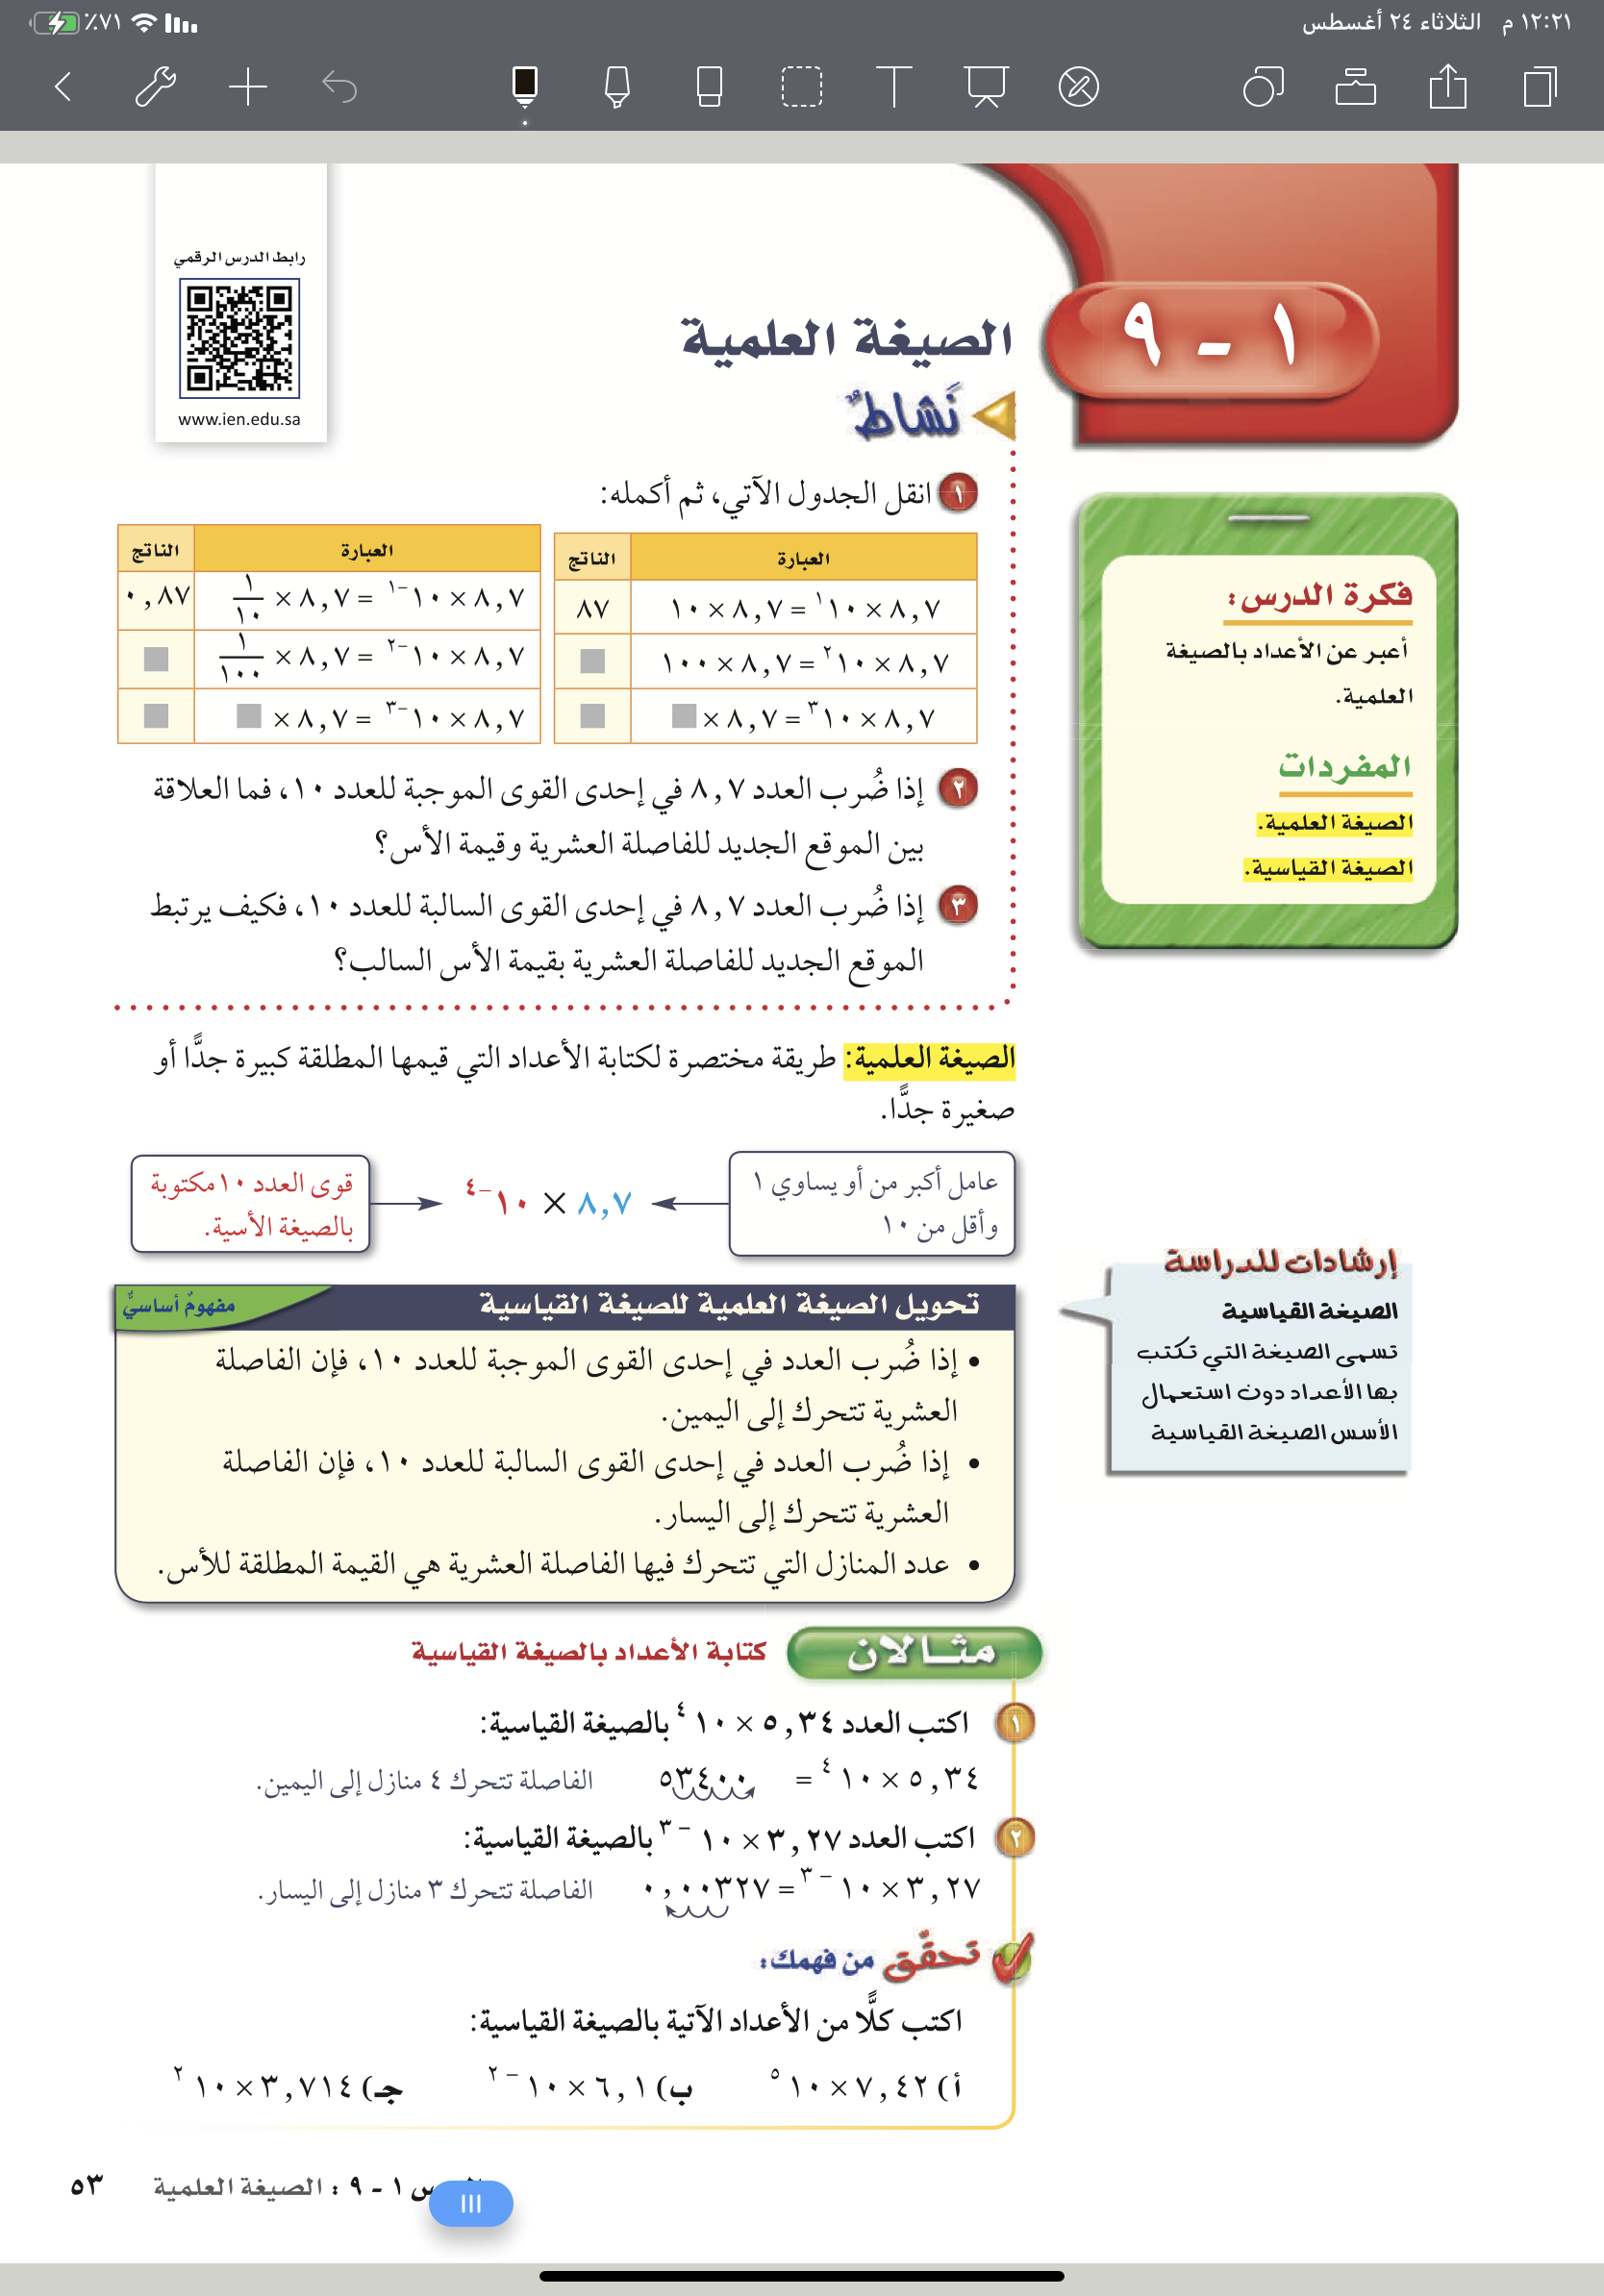 ١٢:٢١ م الثلاثاء ٢٤ أغسطس
٪٧١
١ - ٩
الصيغة العلمية
رابط الدرس الرقمي
www.ien.edu.sa
نَشاطٌ
١ انقل الجدول الآتي، ثم أكمله:
العبارة الناتج
٨,٧ × ١٠^١ = ٨,٧ × ١٠ ٨٧
٨,٧ × ١٠^٢ = ٨,٧ × ١٠٠ ■
٨,٧ × ١٠^٣ = ٨,٧ × ■ ■
العبارة الناتج
٨,٧ × ١٠^-١ = ٨,٧ × ١/١٠ ٠,٨٧
٨,٧ × ١٠^-٢ = ٨,٧ × ١/١٠٠ ■
٨,٧ × ١٠^-٣ = ٨,٧ × ■ ■
٢ إذا ضُرب العدد ٨,٧ في إحدى القوى الموجبة للعدد ١٠، فما العلاقة
بين الموقع الجديد للفاصلة العشرية وقيمة الأس؟
٣ إذا ضُرب العدد ٨,٧ في إحدى القوى السالبة للعدد ١٠، فكيف يرتبط
الموقع الجديد للفاصلة العشرية بقيمة الأس السالب؟
فكرة الدرس:
أعبر عن الأعداد بالصيغة
العلمية.
المفردات
الصيغة العلمية.
الصيغة القياسية.
الصيغة العلمية: طريقة مختصرة لكتابة الأعداد التي قيمها المطلقة كبيرة جدًّا أو
صغيرة جدًّا.
عامل أكبر من أو يساوي ١
وأقل من ١٠
٨,٧ × ١٠^-٤
قوى العدد ١٠ مكتوبة
بالصيغة الأسية.
إرشادات للدراسة
الصيغة القياسية
تسمى الصيغة التي تكتب
بها الأعداد دون استعمال
الأسس الصيغة القياسية
تحويل الصيغة العلمية للصيغة القياسية
مفهومٌ أساسيٌّ
• إذا ضُرب العدد في إحدى القوى الموجبة للعدد ١٠، فإن الفاصلة
العشرية تتحرك إلى اليمين.
• إذا ضُرب العدد في إحدى القوى السالبة للعدد ١٠، فإن الفاصلة
العشرية تتحرك إلى اليسار.
• عدد المنازل التي تتحرك فيها الفاصلة العشرية هي القيمة المطلقة للأس.
مثـالان كتابة الأعداد بالصيغة القياسية
١ اكتب العدد ٥,٣٤ × ١٠^٤ بالصيغة القياسية:
٥,٣٤ × ١٠^٤ = ٥٣٤٠٠ الفاصلة تتحرك ٤ منازل إلى اليمين.
٢ اكتب العدد ٣,٢٧ × ١٠^-٣ بالصيغة القياسية:
٣,٢٧ × ١٠^-٣ = ٠,٠٠٣٢٧ الفاصلة تتحرك ٣ منازل إلى اليسار.
تحقَّق من فهمك:
اكتب كلًّا من الأعداد الآتية بالصيغة القياسية:
أ) ٧,٤٢ × ١٠^٥ ب) ٦,١ × ١٠^-٢ جـ) ٣,٧١٤ × ١٠^٢
١ - ٩ : الصيغة العلمية ٥٣